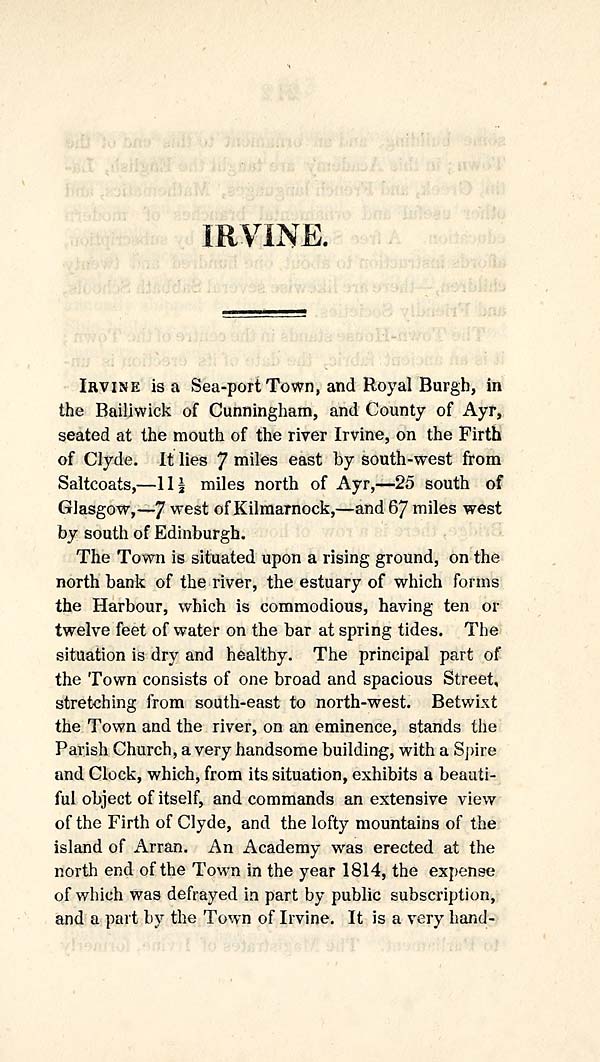 IRVINE.
IRVINE is a Sea-port Town, and Royal Burgh, in
the Bailiwick of Cunningham, and County of Ayr,
seated at the mouth of the river Irvine, on the Firth
of Clyde. It lies 7 miles east by south-west from
Saltcoats,—11½ miles north of Ayr,—25 south of
Glasgow,—7 west of Kilmarnock,—and 67 miles west
by south of Edinburgh.
The Town is situated upon a rising ground, on the
north bank of the river, the estuary of which forms
the Harbour, which is commodious, having ten or
twelve feet of water on the bar at spring tides. The
situation is dry and healthy. The principal part of
the Town consists of one broad and spacious Street,
stretching from south-east to north-west. Betwixt
the Town and the river, on an eminence, stands the
Parish Church, a very handsome building, with a Spire
and Clock, which, from its situation, exhibits a beauti-
ful object of itself, and commands an extensive view
of the Firth of Clyde, and the lofty mountains of the
island of Arran. An Academy was erected at the
north end of the Town in the year 1814, the expense
of which was defrayed in part by public subscription,
and a part by the Town of Irvine. It is a very hand-